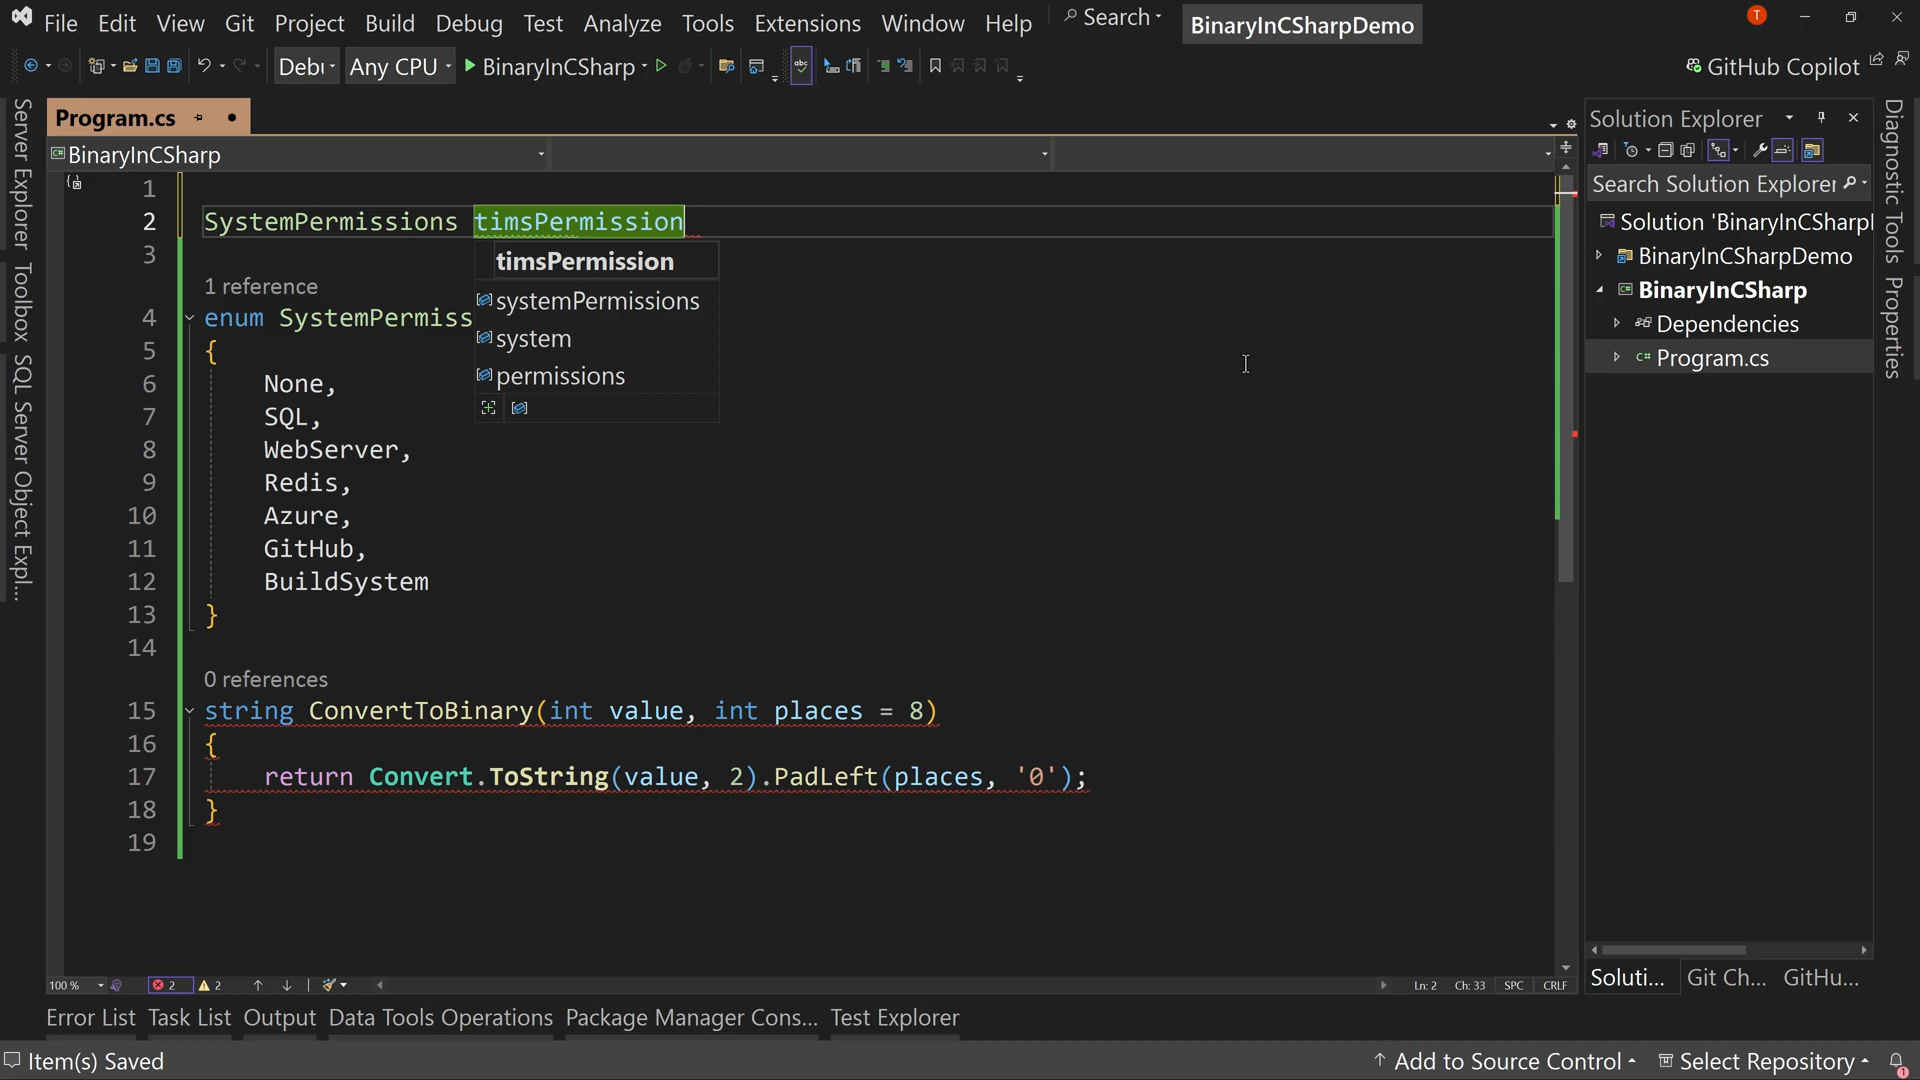 File Edit View Git Project Build Debug Test Analyze Tools Extensions Window Help Search BinaryInCSharpDemo T
Debu Any CPU BinaryInCSharp GitHub Copilot
Server Explorer Toolbox SQL Server Object Expl...
Program.cs
BinaryInCSharp
1
2 SystemPermissions timsPermission
3
timsPermission
systemPermissions
system
permissions
1 reference
4 enum SystemPermiss
5 {
6 None,
7 SQL,
8 WebServer,
9 Redis,
10 Azure,
11 GitHub,
12 BuildSystem
13 }
14
0 references
15 string ConvertToBinary(int value, int places = 8)
16 {
17 return Convert.ToString(value, 2).PadLeft(places, '0');
18 }
19
100 % 2 2 Ln: 2 Ch: 33 SPC CRLF
Solution Explorer
Search Solution Explorer
Solution 'BinaryInCSharpI
BinaryInCSharpDemo
BinaryInCSharp
Dependencies
C# Program.cs
Soluti... Git Ch... GitHu...
Diagnostic Tools Properties
Error List Task List Output Data Tools Operations Package Manager Cons... Test Explorer
Item(s) Saved Add to Source Control Select Repository 1